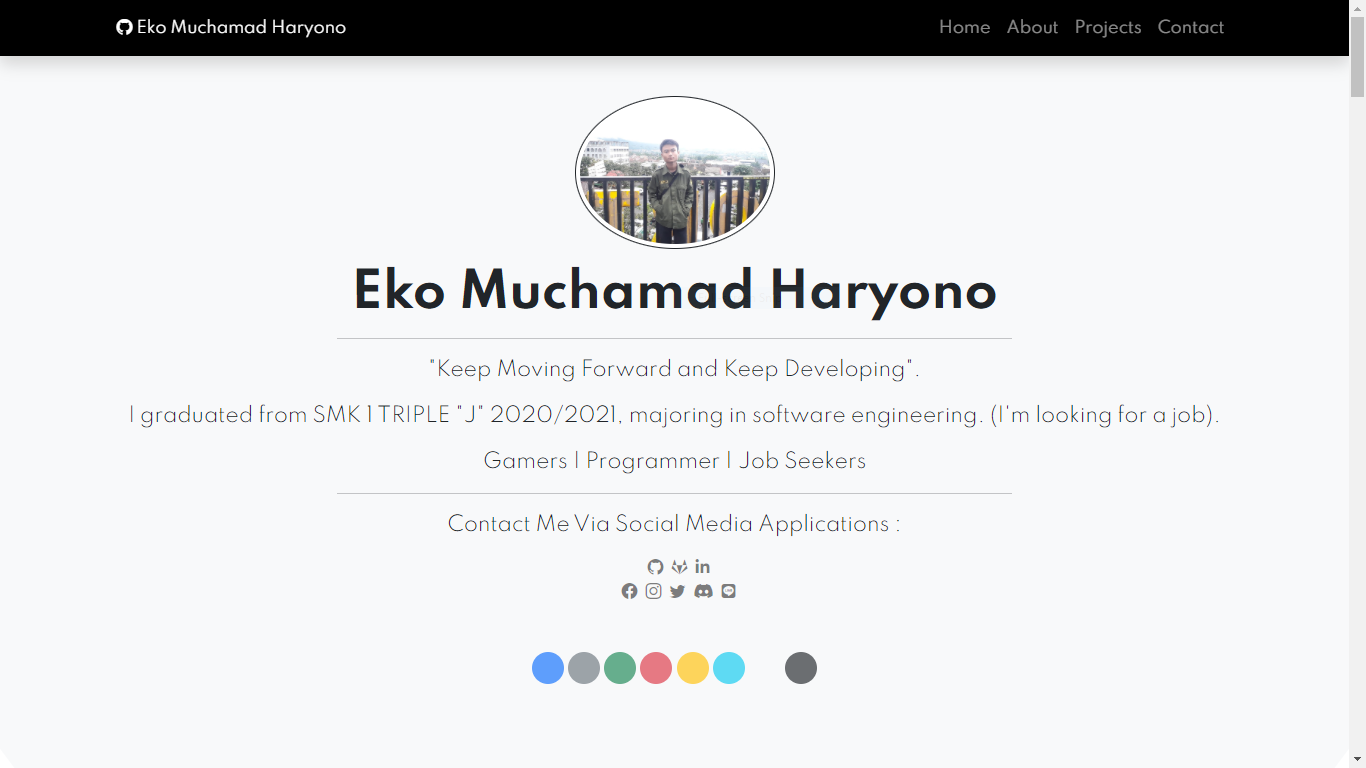 Eko Muchamad Haryono
Home About Projects Contact
Eko Muchamad Haryono
"Keep Moving Forward and Keep Developing".
I graduated from SMK 1 TRIPLE "J" 2020/2021, majoring in software engineering. (I'm looking for a job).
Gamers | Programmer | Job Seekers
Contact Me Via Social Media Applications :
in